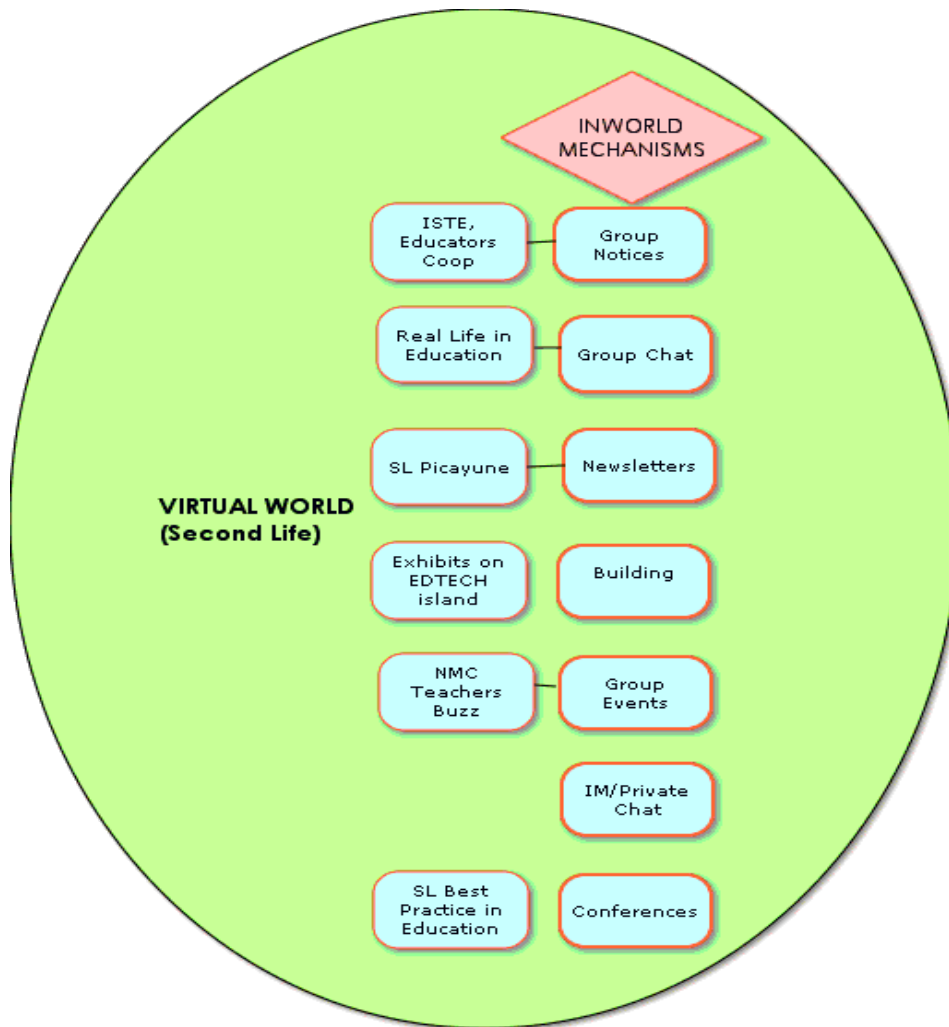 INWORLD
MECHANISMS
ISTE,
Educators
Coop
Group
Notices
Real Life in
Education
Group Chat
SL Picayune
Newsletters
VIRTUAL WORLD
(Second Life)
Exhibits on
EDTECH
island
Building
NMC
Teachers
Buzz
Group
Events
IM/Private
Chat
SL Best
Practice in
Education
Conferences